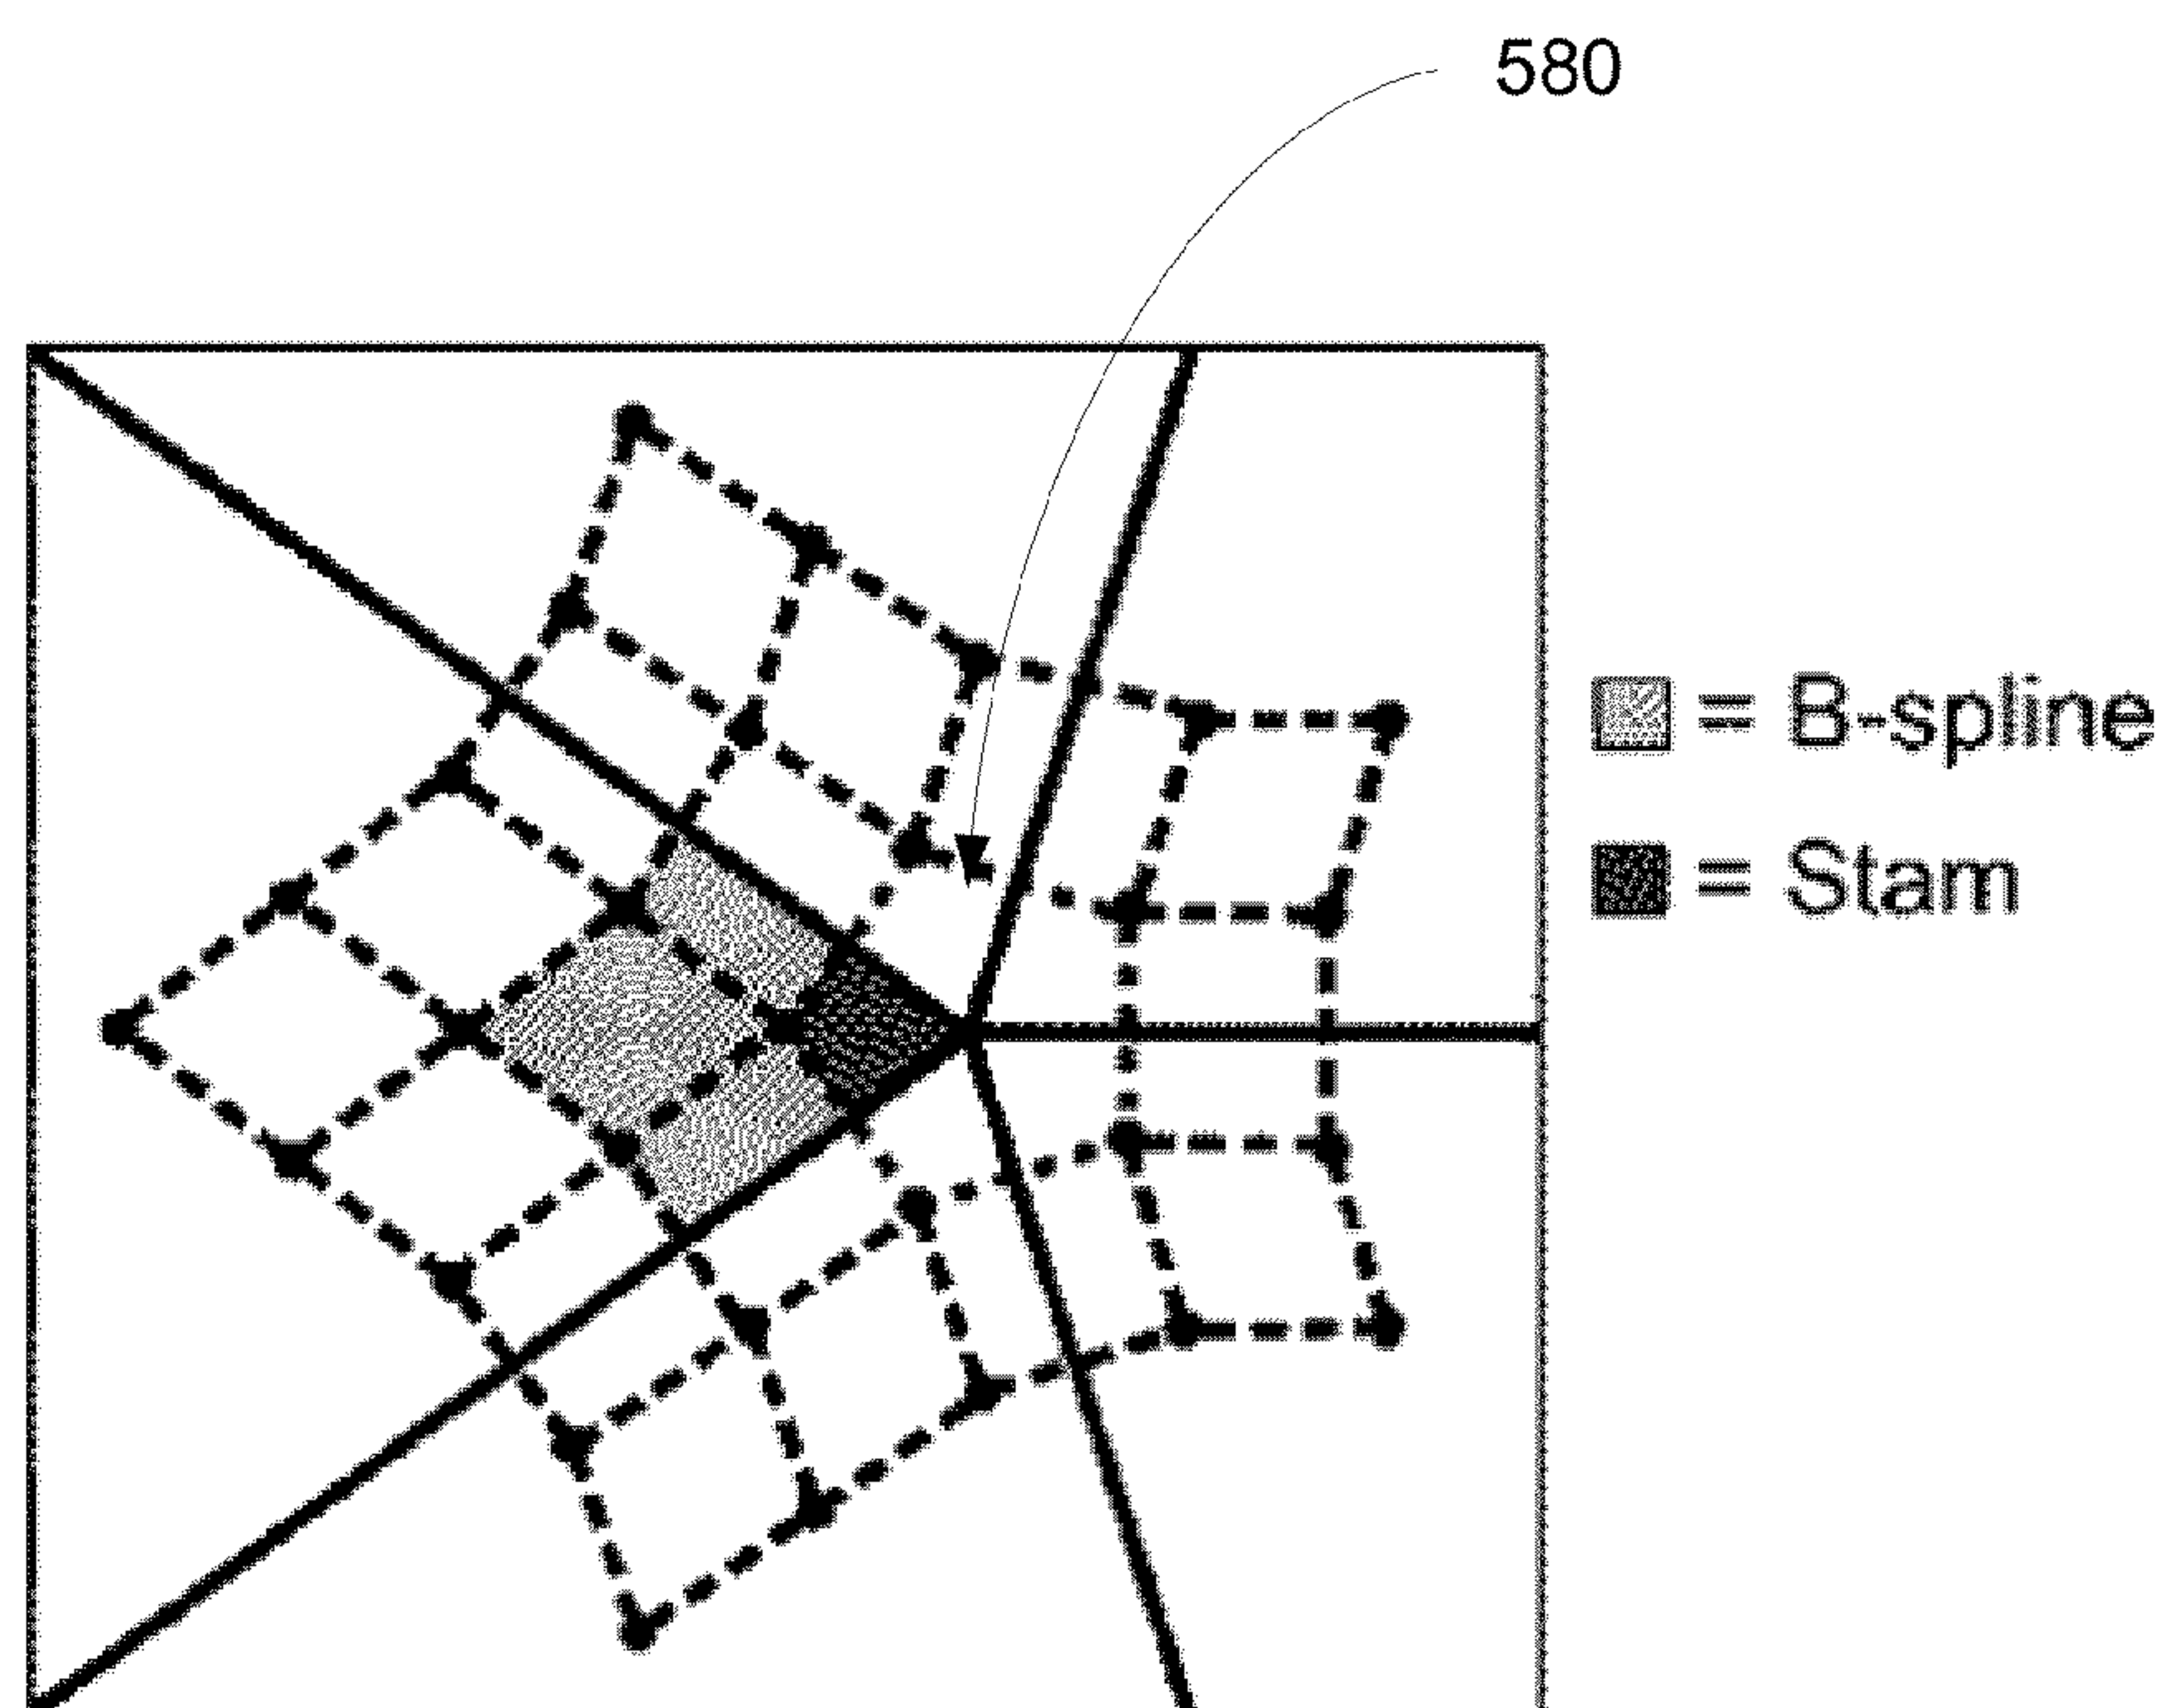 580
= B-spline
= Stam